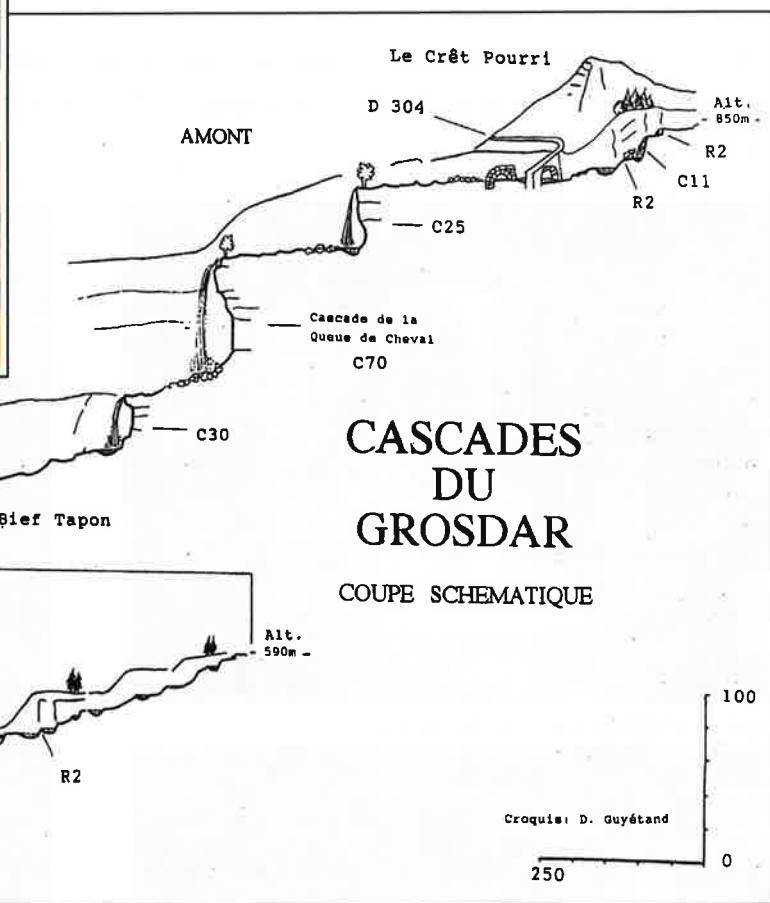 Le Crêt Pourri
D 304
AMONT
Alt.
- 850m -
R2
C11
R2
C25
Cascade de la
Queue de Cheval
C70
C30
Bief Tapon
CASCADES
DU
GROSDAR
COUPE SCHEMATIQUE
Alt.
- 590m -
R2
100
Croquis: D. Guyétand
0
250